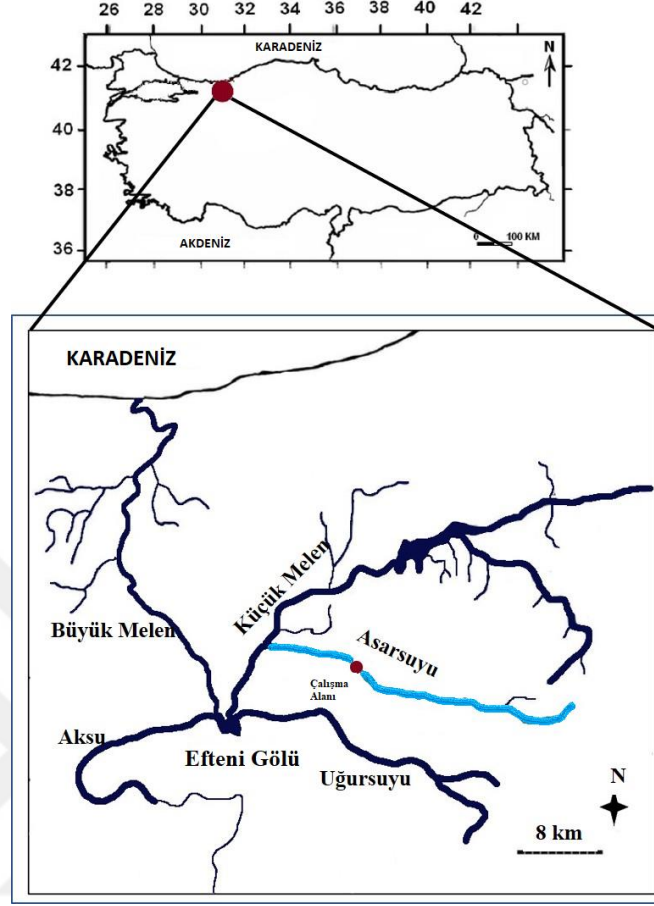 26 28 30 32 34 36 38 40 42
KARADENİZ
N
42
40
38
36
0 100 KM
AKDENİZ
KARADENİZ
Küçük Melen
Büyük Melen
Asarsuyu
Çalışma
Alanı
Aksu
Efteni Gölü
Uğursuyu
N
8 km